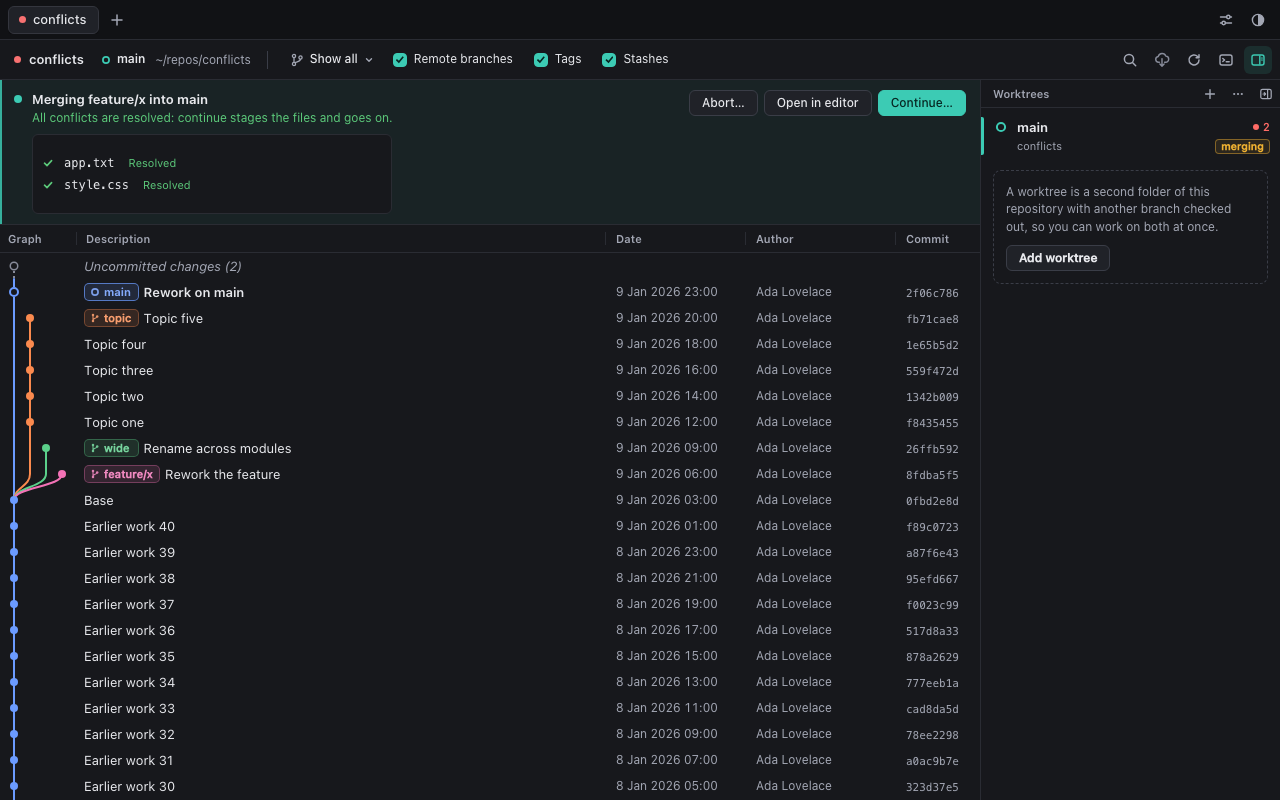 conflicts
conflicts main ~/repos/conflicts Show all Remote branches Tags Stashes
Merging feature/x into main
All conflicts are resolved: continue stages the files and goes on.
Abort... Open in editor Continue...
app.txt Resolved
style.css Resolved
Worktrees
main 2
conflicts merging
A worktree is a second folder of this
repository with another branch checked
out, so you can work on both at once.
Add worktree
Graph Description Date Author Commit
Uncommitted changes (2)
main Rework on main 9 Jan 2026 23:00 Ada Lovelace 2f06c786
topic Topic five 9 Jan 2026 20:00 Ada Lovelace fb71cae8
Topic four 9 Jan 2026 18:00 Ada Lovelace 1e65b5d2
Topic three 9 Jan 2026 16:00 Ada Lovelace 559f472d
Topic two 9 Jan 2026 14:00 Ada Lovelace 1342b009
Topic one 9 Jan 2026 12:00 Ada Lovelace f8435455
wide Rename across modules 9 Jan 2026 09:00 Ada Lovelace 26ffb592
feature/x Rework the feature 9 Jan 2026 06:00 Ada Lovelace 8fdba5f5
Base 9 Jan 2026 03:00 Ada Lovelace 0fbd2e8d
Earlier work 40 9 Jan 2026 01:00 Ada Lovelace f89c0723
Earlier work 39 8 Jan 2026 23:00 Ada Lovelace a87f6e43
Earlier work 38 8 Jan 2026 21:00 Ada Lovelace 95efd667
Earlier work 37 8 Jan 2026 19:00 Ada Lovelace f0023c99
Earlier work 36 8 Jan 2026 17:00 Ada Lovelace 517d8a33
Earlier work 35 8 Jan 2026 15:00 Ada Lovelace 878a2629
Earlier work 34 8 Jan 2026 13:00 Ada Lovelace 777eeb1a
Earlier work 33 8 Jan 2026 11:00 Ada Lovelace cad8da5d
Earlier work 32 8 Jan 2026 09:00 Ada Lovelace 78ee2298
Earlier work 31 8 Jan 2026 07:00 Ada Lovelace a0ac9b7e
Earlier work 30 8 Jan 2026 05:00 Ada Lovelace 323d37e5